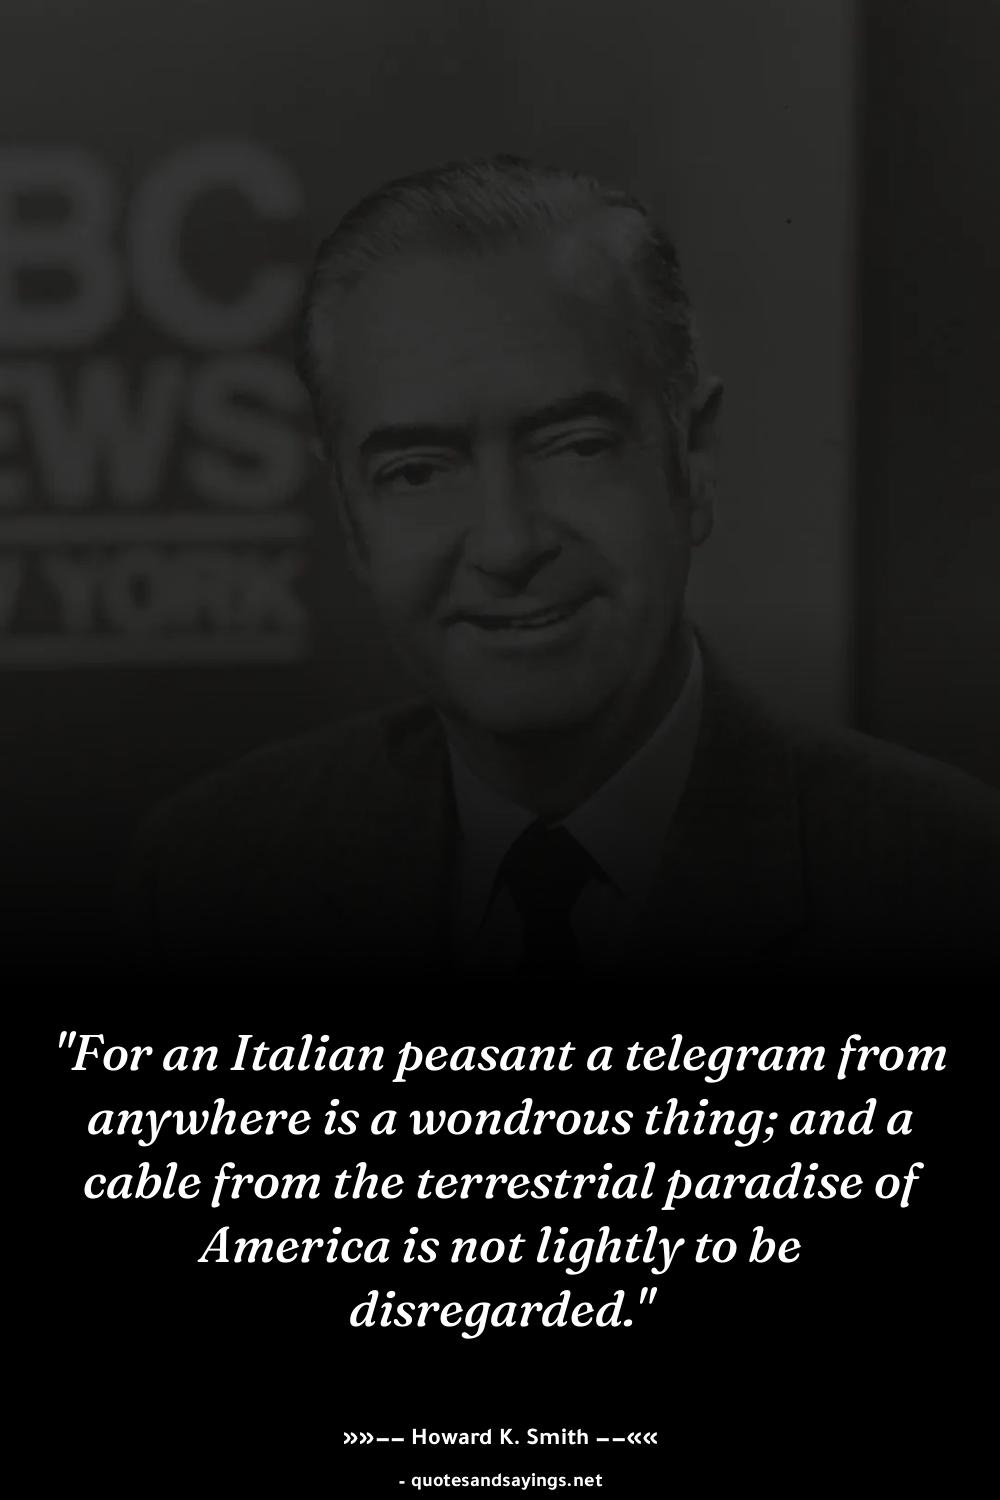 BC
EWS
YORK
"For an Italian peasant a telegram from
anywhere is a wondrous thing; and a
cable from the terrestrial paradise of
America is not lightly to be
disregarded."
»»–– Howard K. Smith ––««
- quotesandsayings.net